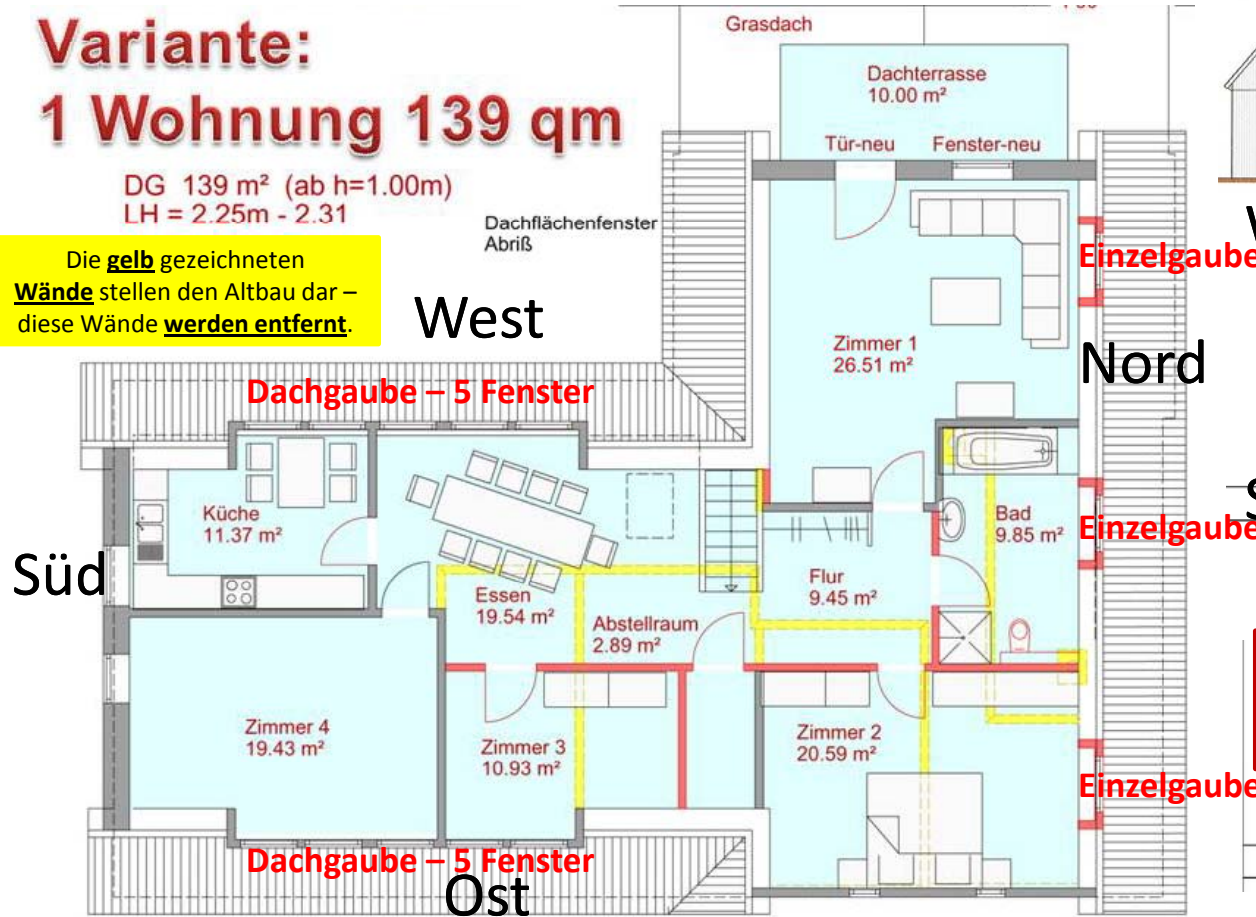 Variante:
1 Wohnung 139 qm
DG 139 m² (ab h=1.00m)
LH = 2.25m - 2.31
Die gelb gezeichneten
Wände stellen den Altbau dar –
diese Wände werden entfernt.
Dachflächenfenster
Abriß
Grasdach
Dachterrasse
10.00 m²
Tür-neu
Fenster-neu
West
Einzelgaube
Zimmer 1
26.51 m²
Nord
Dachgaube – 5 Fenster
Küche
11.37 m²
Süd
Essen
19.54 m²
Abstellraum
2.89 m²
Flur
9.45 m²
Bad
9.85 m²
Einzelgaube
Zimmer 4
19.43 m²
Zimmer 3
10.93 m²
Zimmer 2
20.59 m²
Einzelgaube
Dachgaube – 5 Fenster
Ost